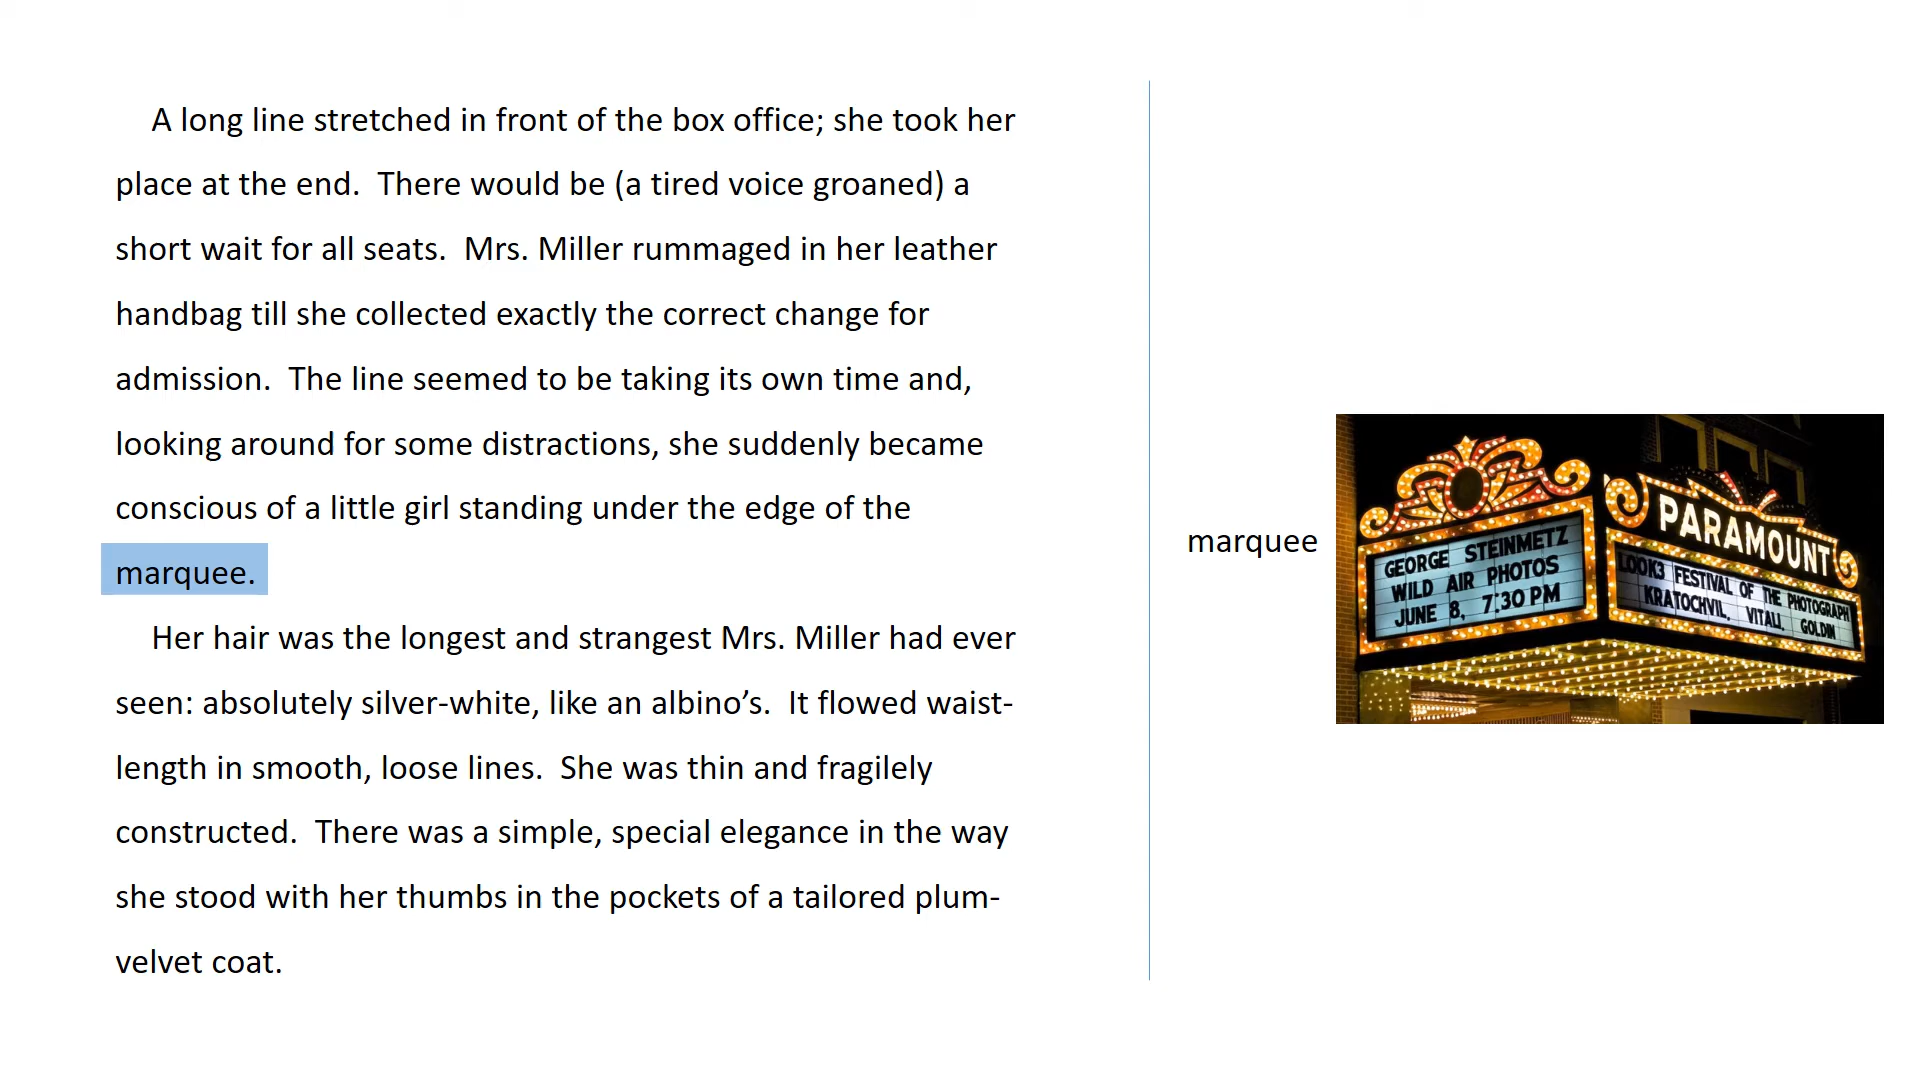 A long line stretched in front of the box office; she took her
place at the end.  There would be (a tired voice groaned) a
short wait for all seats.  Mrs. Miller rummaged in her leather
handbag till she collected exactly the correct change for
admission.  The line seemed to be taking its own time and,
looking around for some distractions, she suddenly became
conscious of a little girl standing under the edge of the
marquee.
Her hair was the longest and strangest Mrs. Miller had ever
seen: absolutely silver-white, like an albino’s.  It flowed waist-
length in smooth, loose lines.  She was thin and fragilely
constructed.  There was a simple, special elegance in the way
she stood with her thumbs in the pockets of a tailored plum-
velvet coat.
marquee
GEORGE STEINMETZ
WILD AIR PHOTOS
JUNE 8, 7:30 PM
PARAMOUNT
LOOK3 FESTIVAL OF THE PHOTOGRAPH
KRATOCHVIL, VITALI, GOLDIN